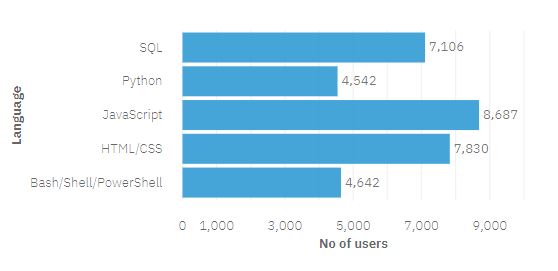 SQL 7,106
Python 4,542
JavaScript 8,687
HTML/CSS 7,830
Bash/Shell/PowerShell 4,642
Language
0 1,000 3,000 5,000 7,000 9,000
No of users